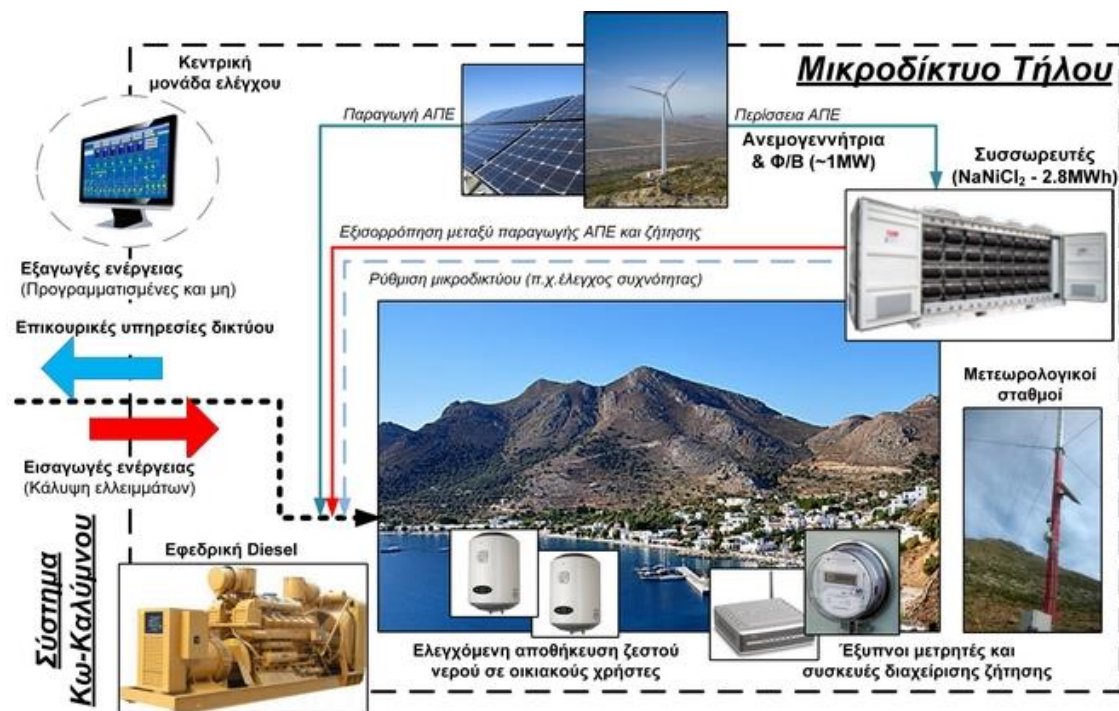 Κεντρική
μονάδα ελέγχου
Μικροδίκτυο Τήλου
Παραγωγή ΑΠΕ
Περίσσεια ΑΠΕ
Ανεμογεννήτρια
& Φ/Β (~1MW)
Συσσωρευτές
(NaNiCl₂ - 2.8MWh)
Εξισορρόπηση μεταξύ παραγωγής ΑΠΕ και ζήτησης
Ρύθμιση μικροδικτύου (π.χ.έλεγχος συχνότητας)
Εξαγωγές ενέργειας
(Προγραμματισμένες και μη)
Επικουρικές υπηρεσίες δικτύου
Μετεωρολογικοί
σταθμοί
Εισαγωγές ενέργειας
(Κάλυψη ελλειμμάτων)
Σύστημα
Κω-Καλύμνου
Εφεδρική Diesel
Ελεγχόμενη αποθήκευση ζεστού
νερού σε οικιακούς χρήστες
Έξυπνοι μετρητές και
συσκευές διαχείρισης ζήτησης